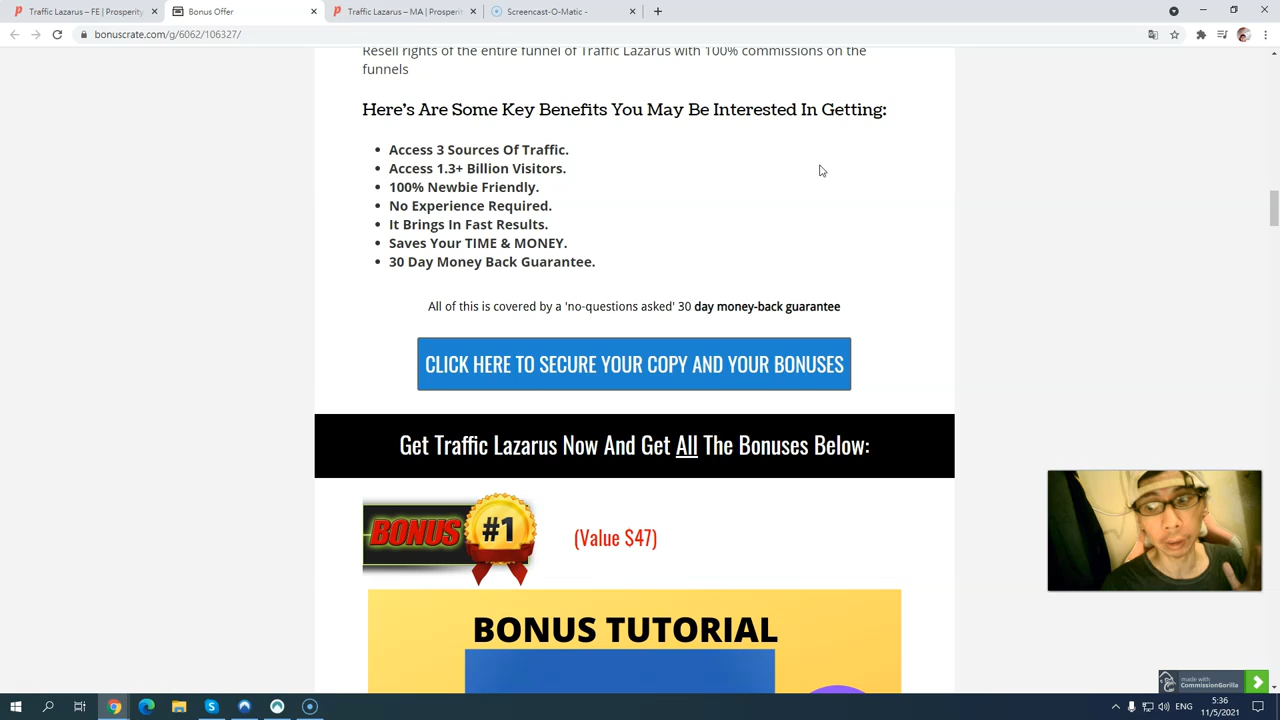 Traffic Lazarus – FE | Prosperity
Bonus Offer
Traffic Lazarus – MA | Prosperit
Screencast-O-Matic -
bonuscrate.com/g/6062/106327/
Resell rights of the entire funnel of Traffic Lazarus with 100% commissions on the
funnels
Here's Are Some Key Benefits You May Be Interested In Getting:
Access 3 Sources Of Traffic.
Access 1.3+ Billion Visitors.
100% Newbie Friendly.
No Experience Required.
It Brings In Fast Results.
Saves Your TIME & MONEY.
30 Day Money Back Guarantee.
All of this is covered by a 'no-questions asked' 30 day money-back guarantee
CLICK HERE TO SECURE YOUR COPY AND YOUR BONUSES
Get Traffic Lazarus Now And Get All The Bonuses Below:
BONUS #1
(Value $47)
BONUS TUTORIAL
made with
CommissionGorilla
ENG
5:36
11/5/2021